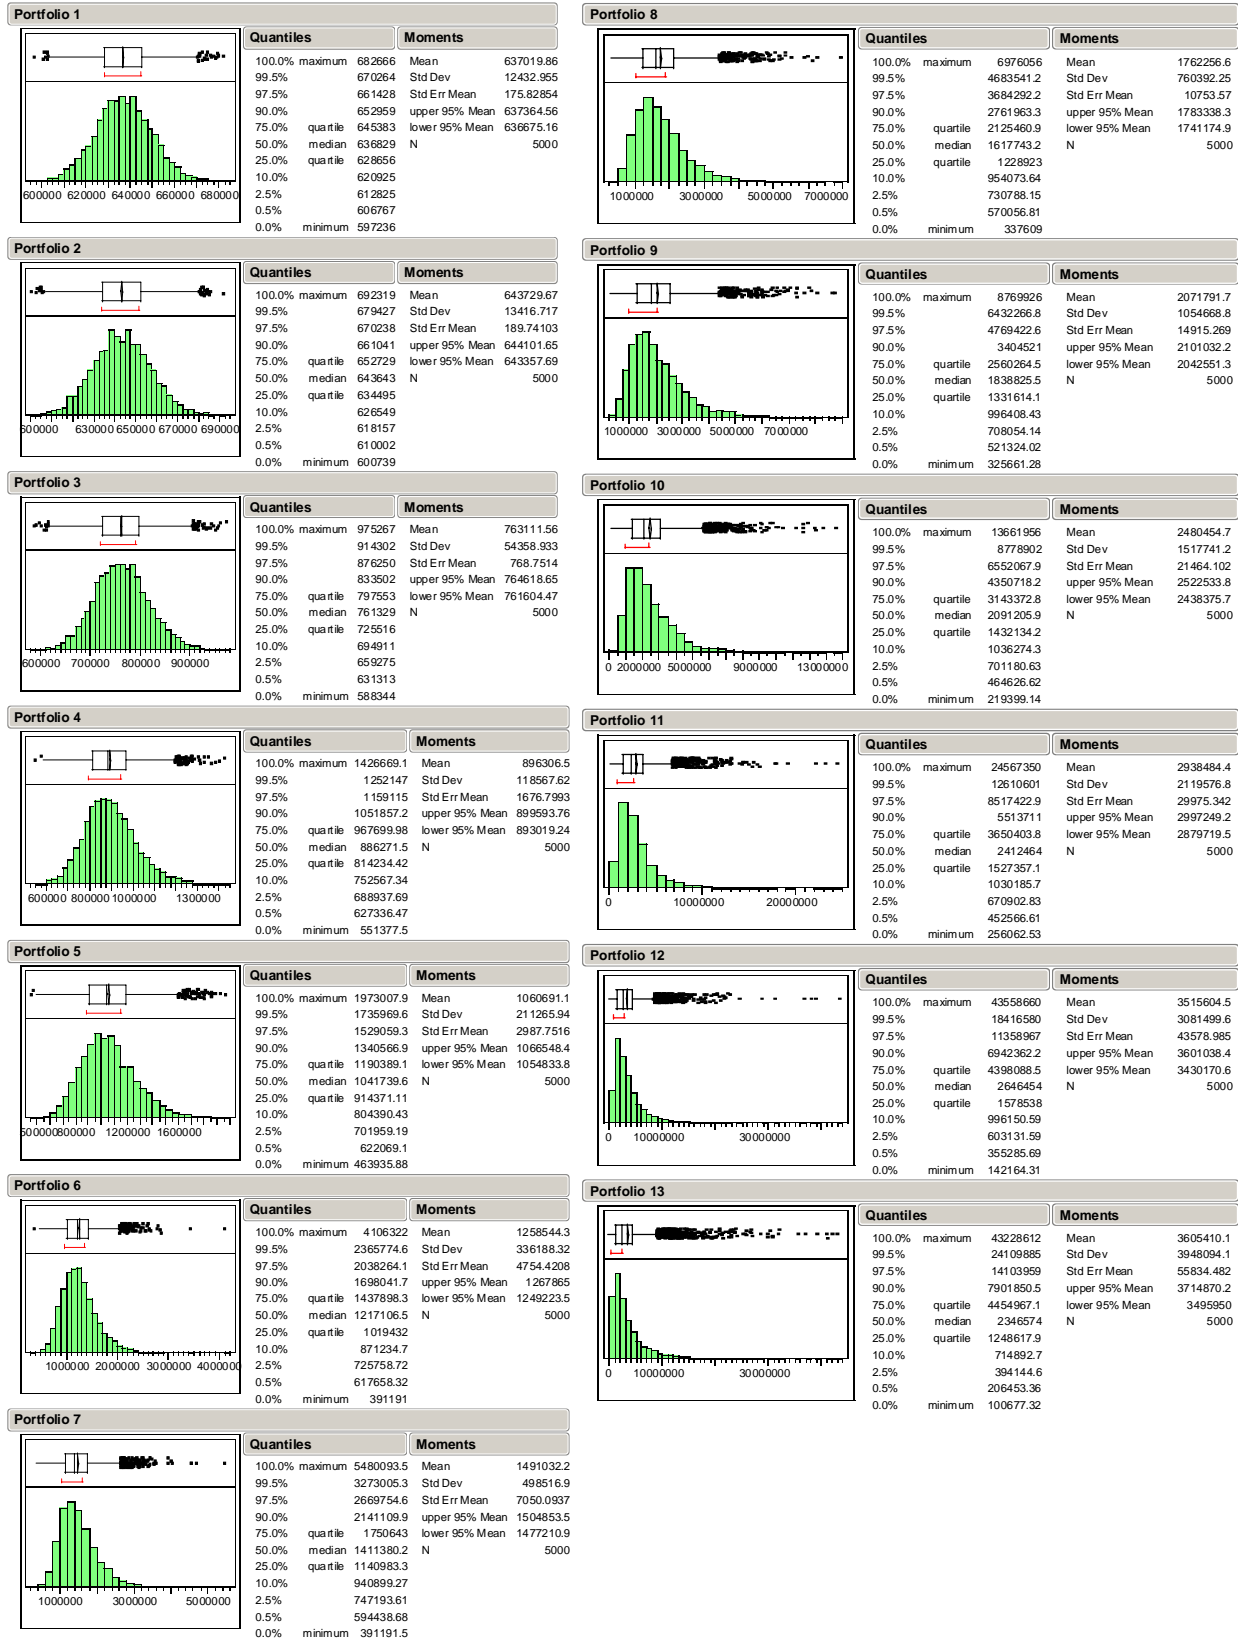 Portfolio 1
Quantiles
100.0% maximum 682666
99.5% 670264
97.5% 661428
90.0% 652959
75.0% quartile 645383
50.0% median 636829
25.0% quartile 628656
10.0% 620925
2.5% 612825
0.5% 606767
0.0% minimum 597236
Moments
Mean 637019.86
Std Dev 12432.955
Std Err Mean 175.82854
upper 95% Mean 637364.56
lower 95% Mean 636675.16
N 5000
600000 620000 640000 660000 680000
Portfolio 2
Quantiles
100.0% maximum 692319
99.5% 679427
97.5% 670238
90.0% 661041
75.0% quartile 652729
50.0% median 643643
25.0% quartile 634495
10.0% 626549
2.5% 618157
0.5% 610002
0.0% minimum 600739
Moments
Mean 643729.67
Std Dev 13416.717
Std Err Mean 189.74103
upper 95% Mean 644101.65
lower 95% Mean 643357.69
N 5000
600000 630000 650000 670000 690000
Portfolio 3
Quantiles
100.0% maximum 975267
99.5% 914302
97.5% 876250
90.0% 833502
75.0% quartile 797553
50.0% median 761329
25.0% quartile 725516
10.0% 694911
2.5% 659275
0.5% 631313
0.0% minimum 588344
Moments
Mean 763111.56
Std Dev 54358.933
Std Err Mean 768.7514
upper 95% Mean 764618.65
lower 95% Mean 761604.47
N 5000
600000 700000 800000 900000
Portfolio 4
Quantiles
100.0% maximum 1426669.1
99.5% 1252147
97.5% 1159115
90.0% 1051857.2
75.0% quartile 967699.98
50.0% median 886271.5
25.0% quartile 814234.42
10.0% 752567.34
2.5% 688937.69
0.5% 627336.47
0.0% minimum 551377.5
Moments
Mean 896306.5
Std Dev 118567.62
Std Err Mean 1676.7993
upper 95% Mean 899593.76
lower 95% Mean 893019.24
N 5000
600000 800000 1000000 1300000
Portfolio 5
Quantiles
100.0% maximum 1973007.9
99.5% 1735969.6
97.5% 1529059.3
90.0% 1340566.9
75.0% quartile 1190389.1
50.0% median 1041739.6
25.0% quartile 914371.11
10.0% 804390.43
2.5% 701959.19
0.5% 622069.1
0.0% minimum 463935.88
Moments
Mean 1060691.1
Std Dev 211265.94
Std Err Mean 2987.7516
upper 95% Mean 1066548.4
lower 95% Mean 1054833.8
N 5000
500000 800000 1200000 1600000
Portfolio 6
Quantiles
100.0% maximum 4106322
99.5% 2365774.6
97.5% 2038264.1
90.0% 1698041.7
75.0% quartile 1437898.3
50.0% median 1217106.5
25.0% quartile 1019432
10.0% 871234.7
2.5% 725758.72
0.5% 617658.32
0.0% minimum 391191
Moments
Mean 1258544.3
Std Dev 336188.32
Std Err Mean 4754.4208
upper 95% Mean 1267865
lower 95% Mean 1249223.5
N 5000
1000000 2000000 3000000 4000000
Portfolio 7
Quantiles
100.0% maximum 5480093.5
99.5% 3273005.3
97.5% 2669754.6
90.0% 2141109.9
75.0% quartile 1750643
50.0% median 1411380.2
25.0% quartile 1140983.3
10.0% 940899.27
2.5% 747193.61
0.5% 594438.68
0.0% minimum 391191.5
Moments
Mean 1491032.2
Std Dev 498516.9
Std Err Mean 7050.0937
upper 95% Mean 1504853.5
lower 95% Mean 1477210.9
N 5000
1000000 3000000 5000000
Portfolio 8
Quantiles
100.0% maximum 6976056
99.5% 4683541.2
97.5% 3684292.2
90.0% 2761963.3
75.0% quartile 2125460.9
50.0% median 1617743.2
25.0% quartile 1228923
10.0% 954073.64
2.5% 730788.15
0.5% 570056.81
0.0% minimum 337609
Moments
Mean 1762256.6
Std Dev 760392.25
Std Err Mean 10753.57
upper 95% Mean 1783338.3
lower 95% Mean 1741174.9
N 5000
1000000 3000000 5000000 7000000
Portfolio 9
Quantiles
100.0% maximum 8769926
99.5% 6432266.8
97.5% 4769422.6
90.0% 3404521
75.0% quartile 2560264.5
50.0% median 1838825.5
25.0% quartile 1331614.1
10.0% 996408.43
2.5% 708054.14
0.5% 521324.02
0.0% minimum 325661.28
Moments
Mean 2071791.7
Std Dev 1054668.8
Std Err Mean 14915.269
upper 95% Mean 2101032.2
lower 95% Mean 2042551.3
N 5000
1000000 3000000 5000000 7000000
Portfolio 10
Quantiles
100.0% maximum 13661956
99.5% 8778902
97.5% 6552067.9
90.0% 4350718.2
75.0% quartile 3143372.8
50.0% median 2091205.9
25.0% quartile 1432134.2
10.0% 1036274.3
2.5% 701180.63
0.5% 464626.62
0.0% minimum 219399.14
Moments
Mean 2480454.7
Std Dev 1517741.2
Std Err Mean 21464.102
upper 95% Mean 2522533.8
lower 95% Mean 2438375.7
N 5000
0 2000000 5000000 9000000 13000000
Portfolio 11
Quantiles
100.0% maximum 24567350
99.5% 12610601
97.5% 8517422.9
90.0% 5513711
75.0% quartile 3650403.8
50.0% median 2412464
25.0% quartile 1527357.1
10.0% 1030185.7
2.5% 670902.83
0.5% 452566.61
0.0% minimum 256062.53
Moments
Mean 2938484.4
Std Dev 2119576.8
Std Err Mean 29975.342
upper 95% Mean 2997249.2
lower 95% Mean 2879719.5
N 5000
0 10000000 20000000
Portfolio 12
Quantiles
100.0% maximum 43558660
99.5% 18416580
97.5% 11358967
90.0% 6942362.2
75.0% quartile 4398088.5
50.0% median 2646454
25.0% quartile 1578538
10.0% 996150.59
2.5% 603131.59
0.5% 355285.69
0.0% minimum 142164.31
Moments
Mean 3515604.5
Std Dev 3081499.6
Std Err Mean 43578.985
upper 95% Mean 3601038.4
lower 95% Mean 3430170.6
N 5000
0 10000000 30000000
Portfolio 13
Quantiles
100.0% maximum 43228612
99.5% 24109885
97.5% 14103959
90.0% 7901850.5
75.0% quartile 4454967.1
50.0% median 2346574
25.0% quartile 1248617.9
10.0% 714892.7
2.5% 394144.6
0.5% 206453.36
0.0% minimum 100677.32
Moments
Mean 3605410.1
Std Dev 3948094.1
Std Err Mean 55834.482
upper 95% Mean 3714870.2
lower 95% Mean 3495950
N 5000
0 10000000 30000000